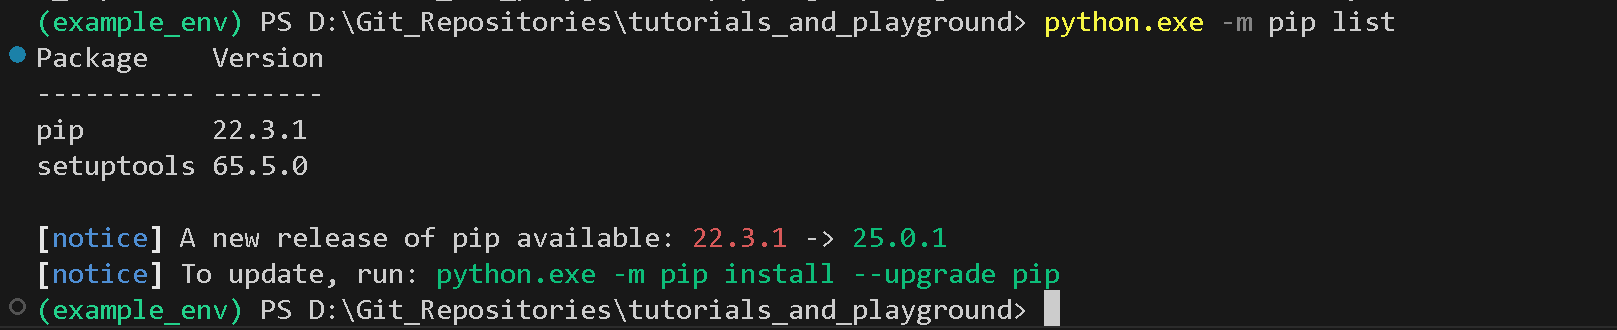 (example_env) PS D:\Git_Repositories\tutorials_and_playground> python.exe -m pip list
Package    Version
---------- -------
pip        22.3.1
setuptools 65.5.0
[notice] A new release of pip available: 22.3.1 -> 25.0.1
[notice] To update, run: python.exe -m pip install --upgrade pip
(example_env) PS D:\Git_Repositories\tutorials_and_playground>